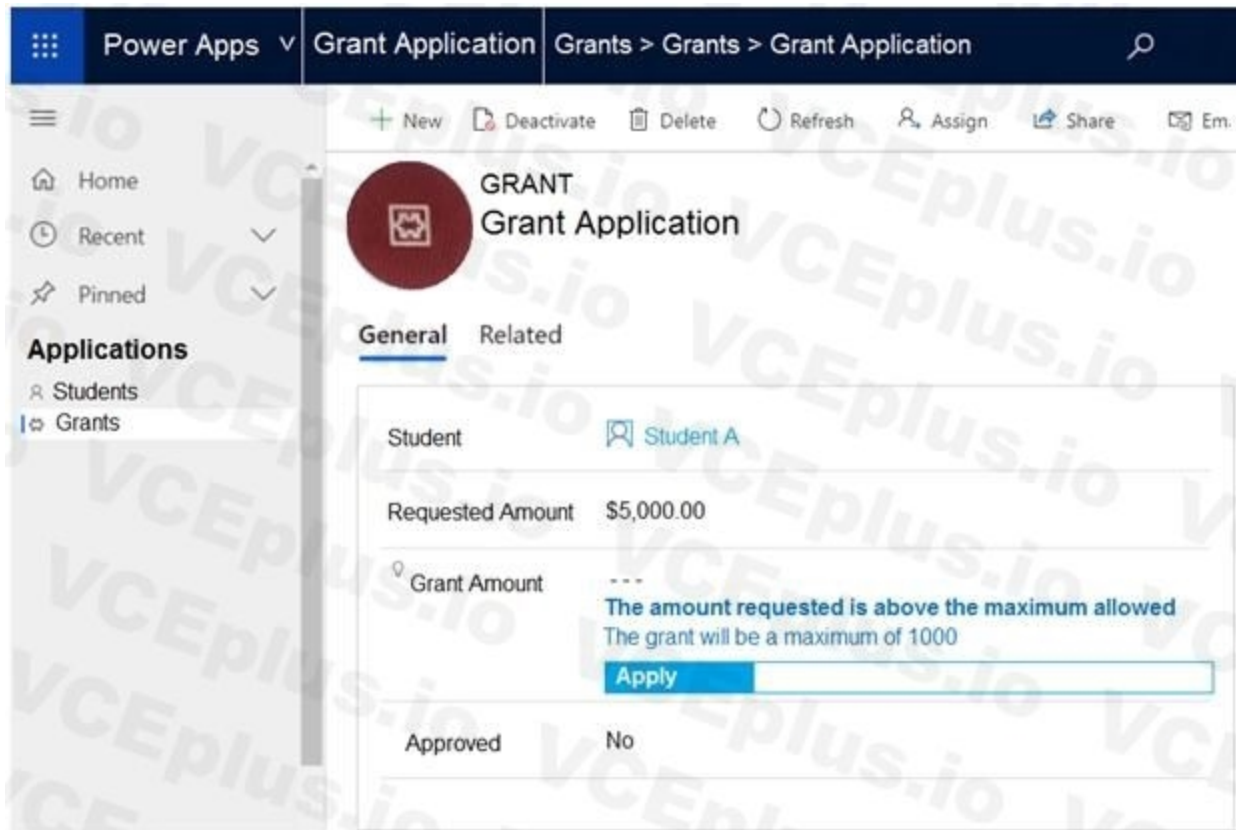 Power Apps Grant Application Grants > Grants > Grant Application
New Deactivate Delete Refresh Assign Share Em.
Home
Recent
Pinned
Applications
Students
Grants
GRANT
Grant Application
General Related
Student Student A
Requested Amount $5,000.00
Grant Amount ---
The amount requested is above the maximum allowed
The grant will be a maximum of 1000
Apply
Approved No
VCEplus.io